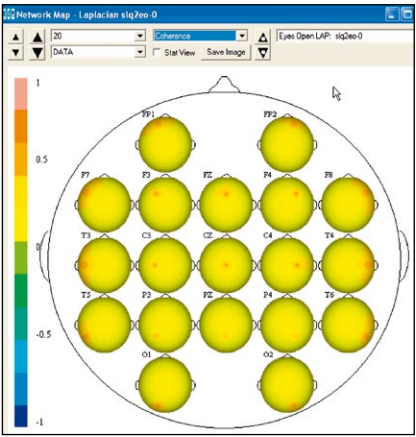 Network Map - Laplacian slq2eo-0
20
Coherence
Eyes Open LAP: slq2eo-0
DATA
Stat View
Save Image
1
0.5
0
-0.5
-1
FP1 FP2
F7 F3 FZ F4 F8
T3 C3 CZ C4 T4
T5 P3 PZ P4 T6
O1 O2